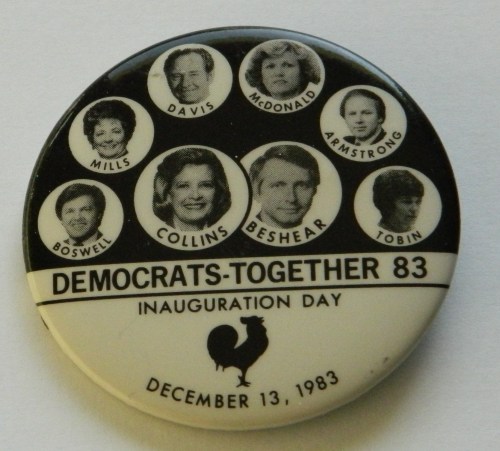 DAVIS
McDONALD
MILLS
ARMSTRONG
BOSWELL
COLLINS
BESHEAR
TOBIN
DEMOCRATS-TOGETHER 83
INAUGURATION DAY
DECEMBER 13, 1983